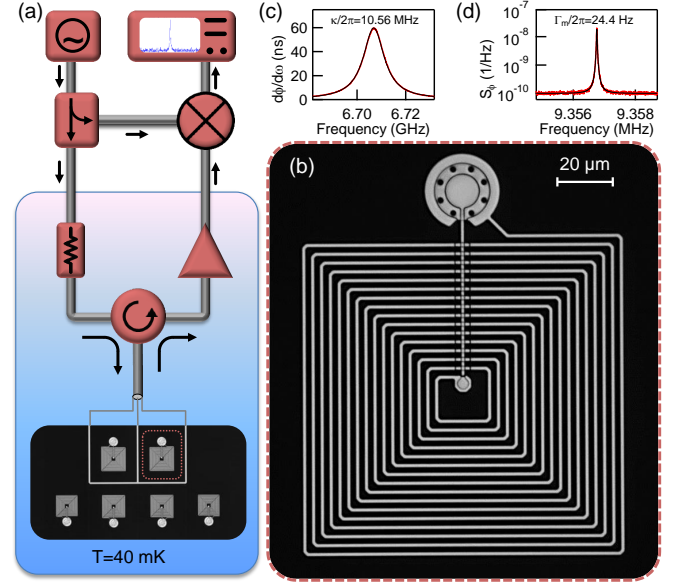 (a)
T=40 mK
(c)
κ/2π=10.56 MHz
dϕ/dω (ns)
60
40
20
0
6.70 6.72
Frequency (GHz)
(d)
Γm/2π=24.4 Hz
Sϕ (1/Hz)
10⁻⁷
10⁻⁸
10⁻⁹
10⁻¹⁰
9.356 9.358
Frequency (MHz)
(b)
20 µm